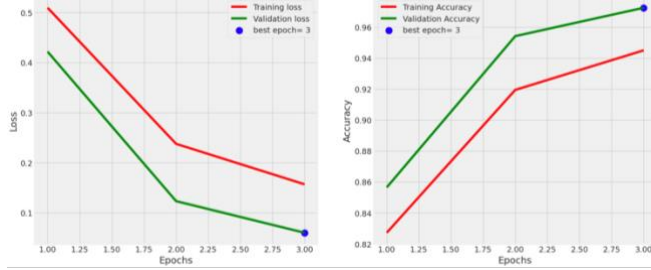 0.5
0.4
0.3
0.2
0.1
Loss
Training loss
Validation loss
best epoch= 3
1.00 1.25 1.50 1.75 2.00 2.25 2.50 2.75 3.00
Epochs
0.96
0.94
0.92
0.90
0.88
0.86
0.84
0.82
Accuracy
Training Accuracy
Validation Accuracy
best epoch= 3
1.00 1.25 1.50 1.75 2.00 2.25 2.50 2.75 3.00
Epochs